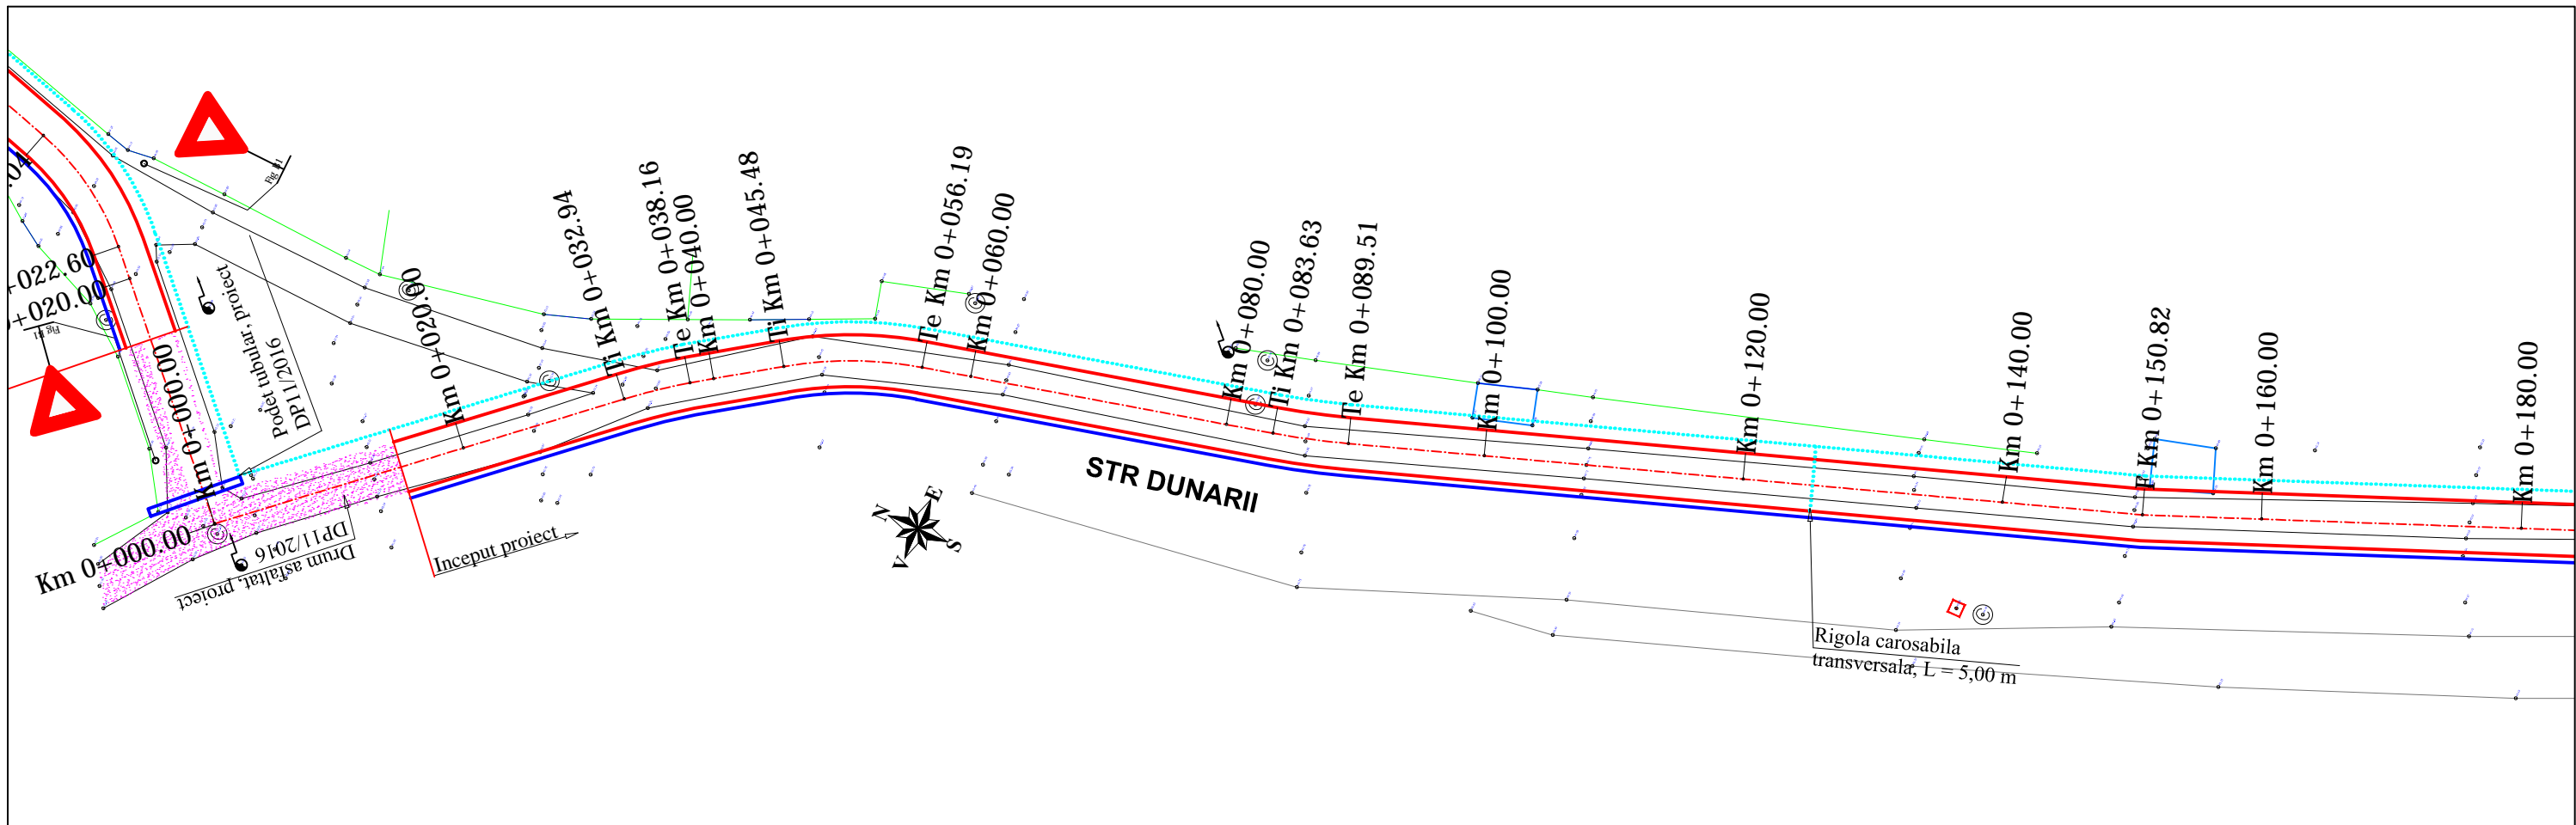 Fig B1
+022.60
0+020.00
Fig B1
Km 0+000.00
Podet tubular, proiect
DP11/2016
Km 0+000.00
Drum asfaltat, proiect
DP11/2016
Inceput proiect
Km 0+020.00
Ti Km 0+032.94
Te Km 0+038.16
Km 0+040.00
Ti Km 0+045.48
Te Km 0+056.19
Km 0+060.00
N
E
S
V
STR DUNARII
Km 0+080.00
Ti Km 0+083.63
Te Km 0+089.51
Km 0+100.00
Km 0+120.00
Km 0+140.00
F Km 0+150.82
Km 0+160.00
Km 0+180.00
Rigola carosabila
transversala, L = 5,00 m